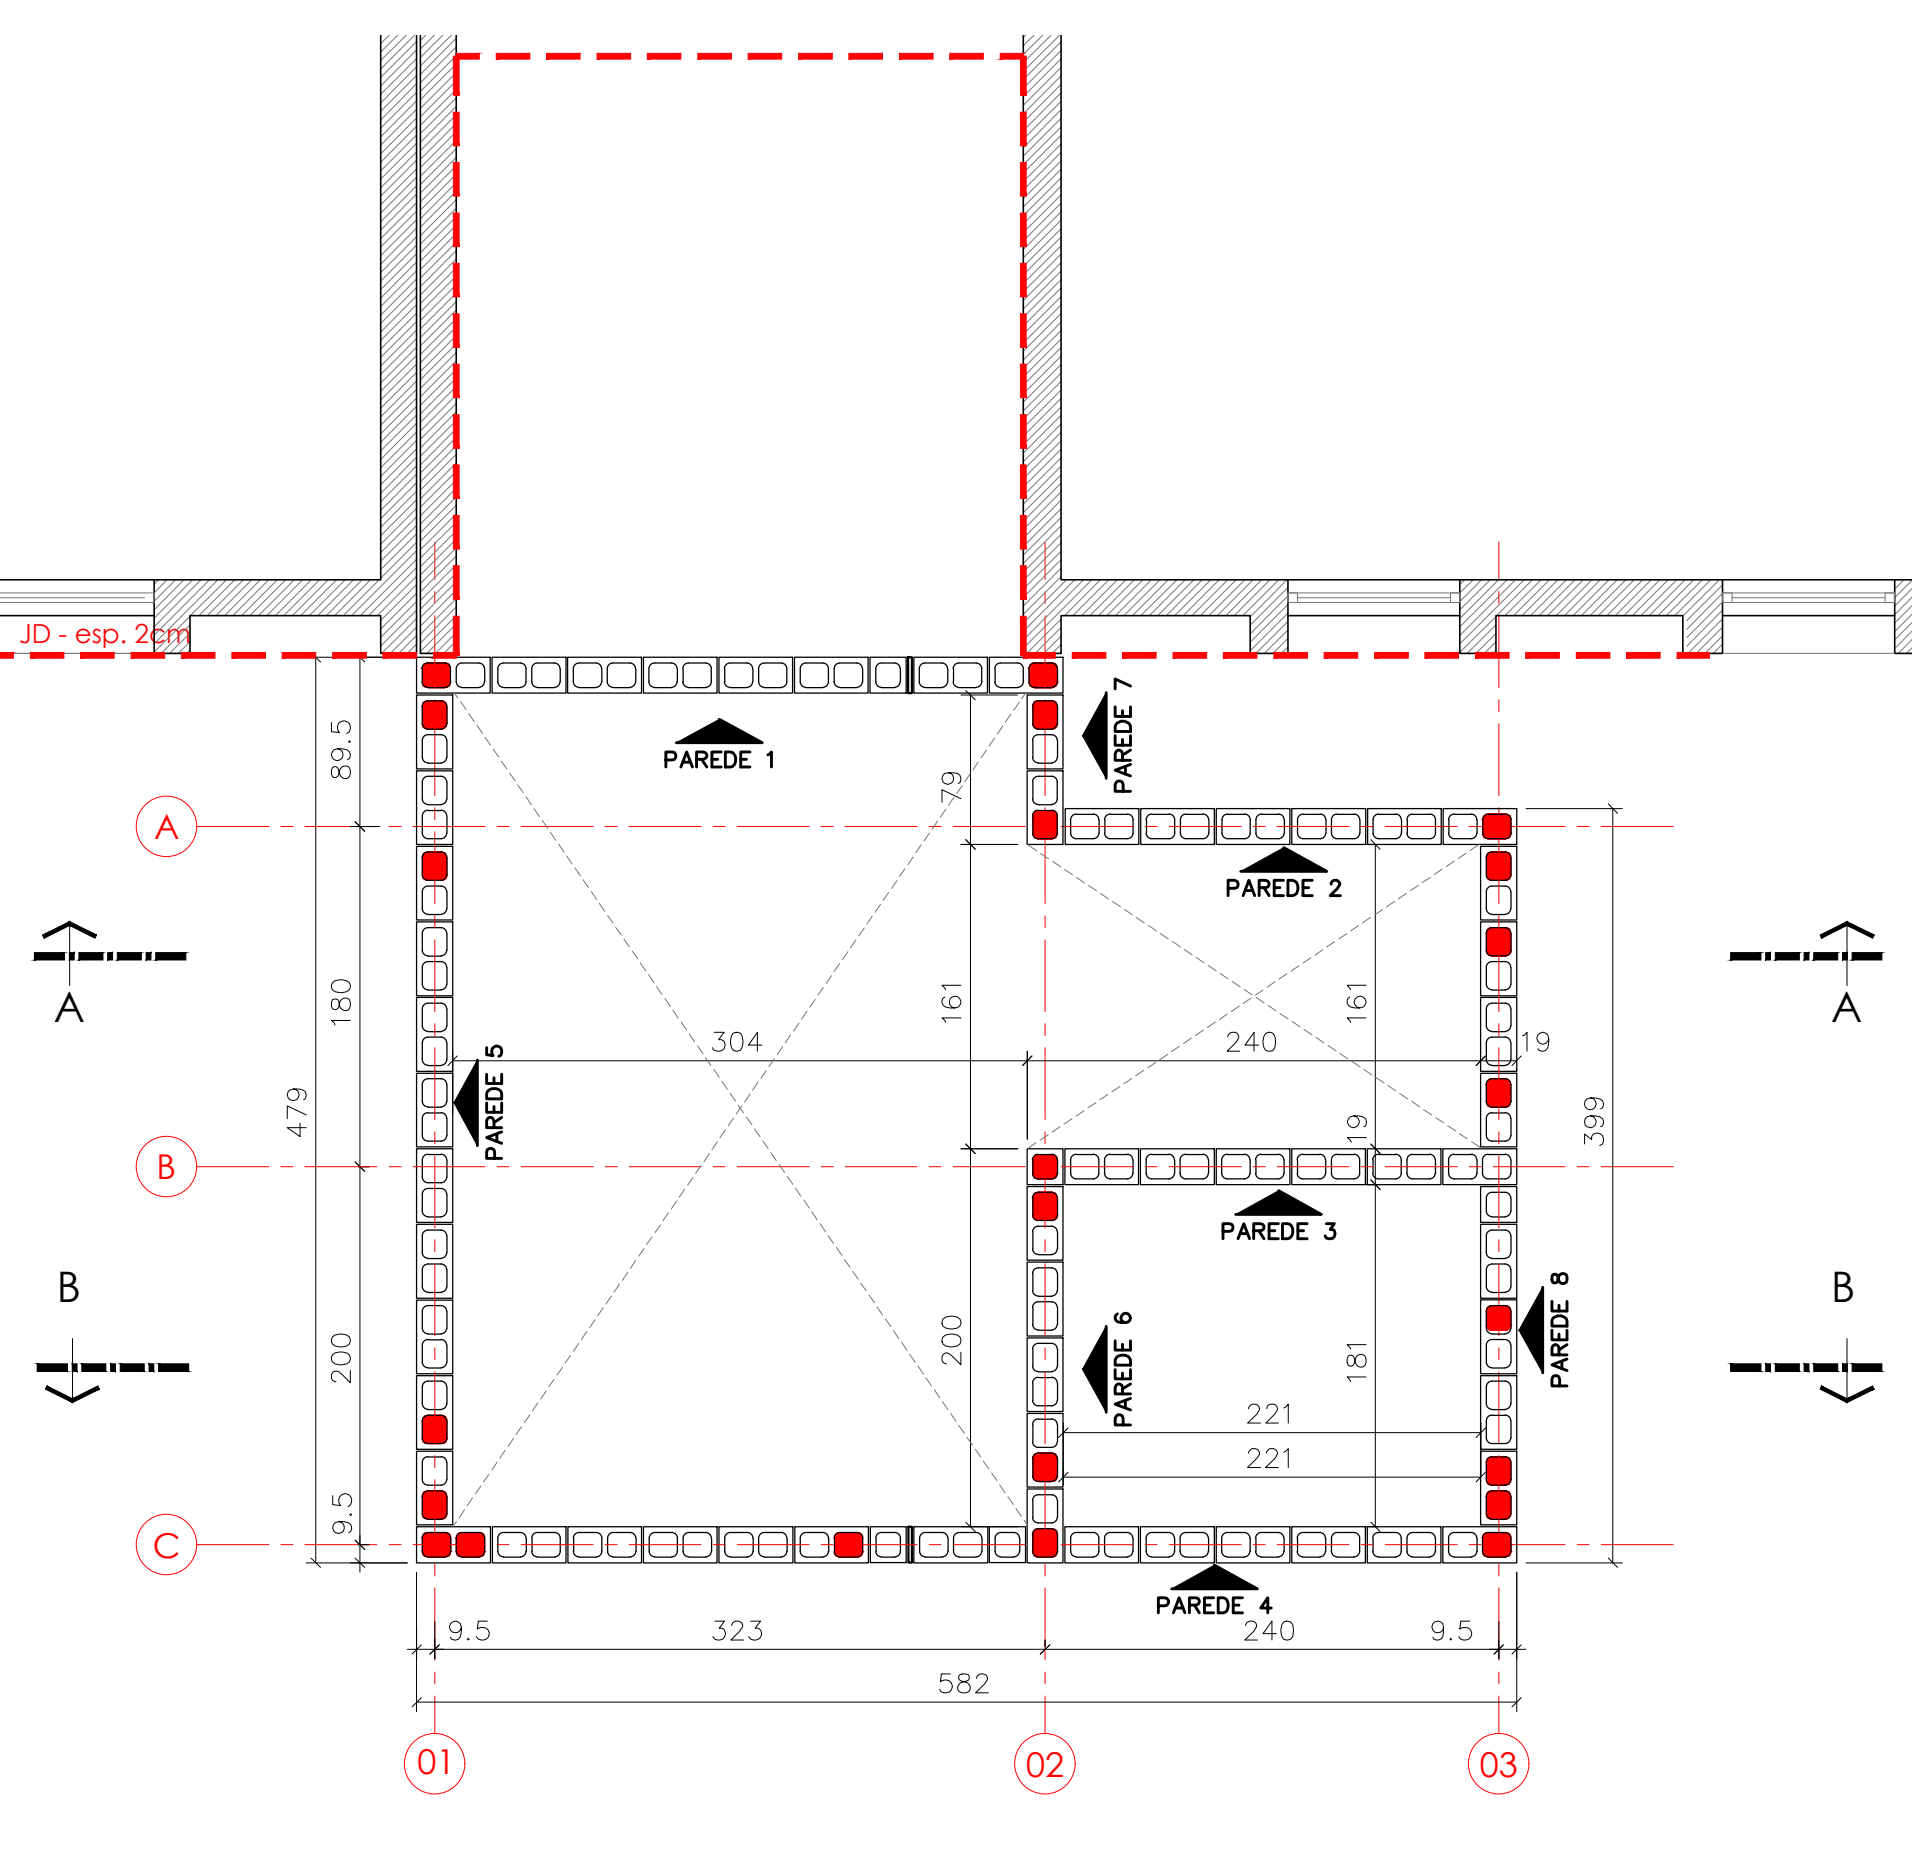 JD - esp. 2cm
PAREDE 7
89.5
PAREDE 1
79
A
PAREDE 2
A
A
180
161
161
304
240
19
PAREDE 5
479
19
399
B
PAREDE 3
B
B
200
200
181
PAREDE 6
PAREDE 8
221
221
9.5
C
PAREDE 4
9.5
323
240
9.5
582
01
02
03